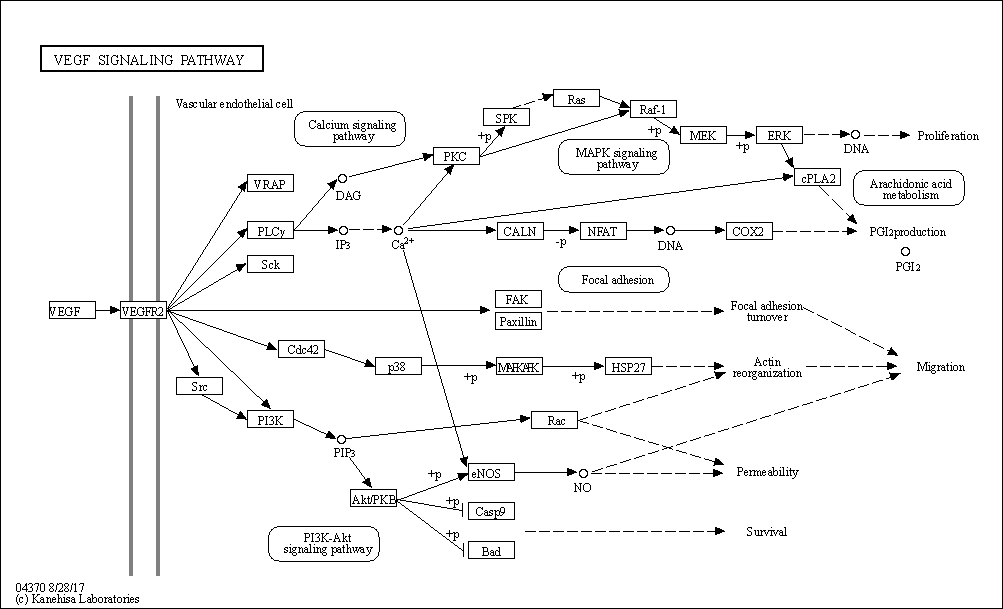 VEGF SIGNALING PATHWAY
Vascular endothelial cell
Calcium signaling
pathway
SPK
Ras
Raf-1
+p
+p
MEK
+p
ERK
DNA
Proliferation
PKC
MAPK signaling
pathway
VRAP
DAG
cPLA2
Arachidonic acid
metabolism
PLCγ
IP3
Ca2+
CALN
-p
NFAT
DNA
COX2
PGI2production
PGI2
Sck
Focal adhesion
VEGF
VEGFR2
FAK
Paxillin
Focal adhesion
turnover
Cdc42
p38
+p
MAPKAPK
+p
HSP27
Actin
reorganization
Migration
Src
PI3K
Rac
PIP3
+p
eNOS
NO
Permeability
Akt/PKB
+p
Casp9
Survival
+p
Bad
PI3K-Akt
signaling pathway
04370 8/28/17
(c) Kanehisa Laboratories